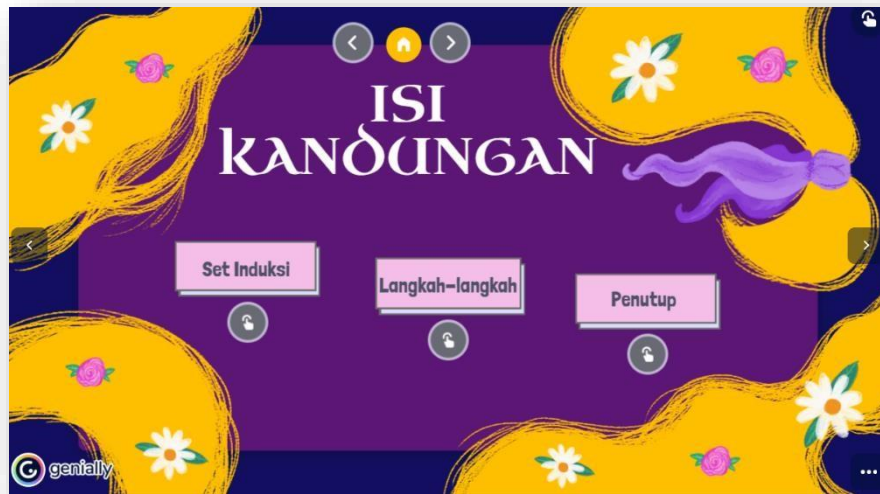 ISI
KANDUNGAN
Set Induksi
Langkah-langkah
Penutup
genially